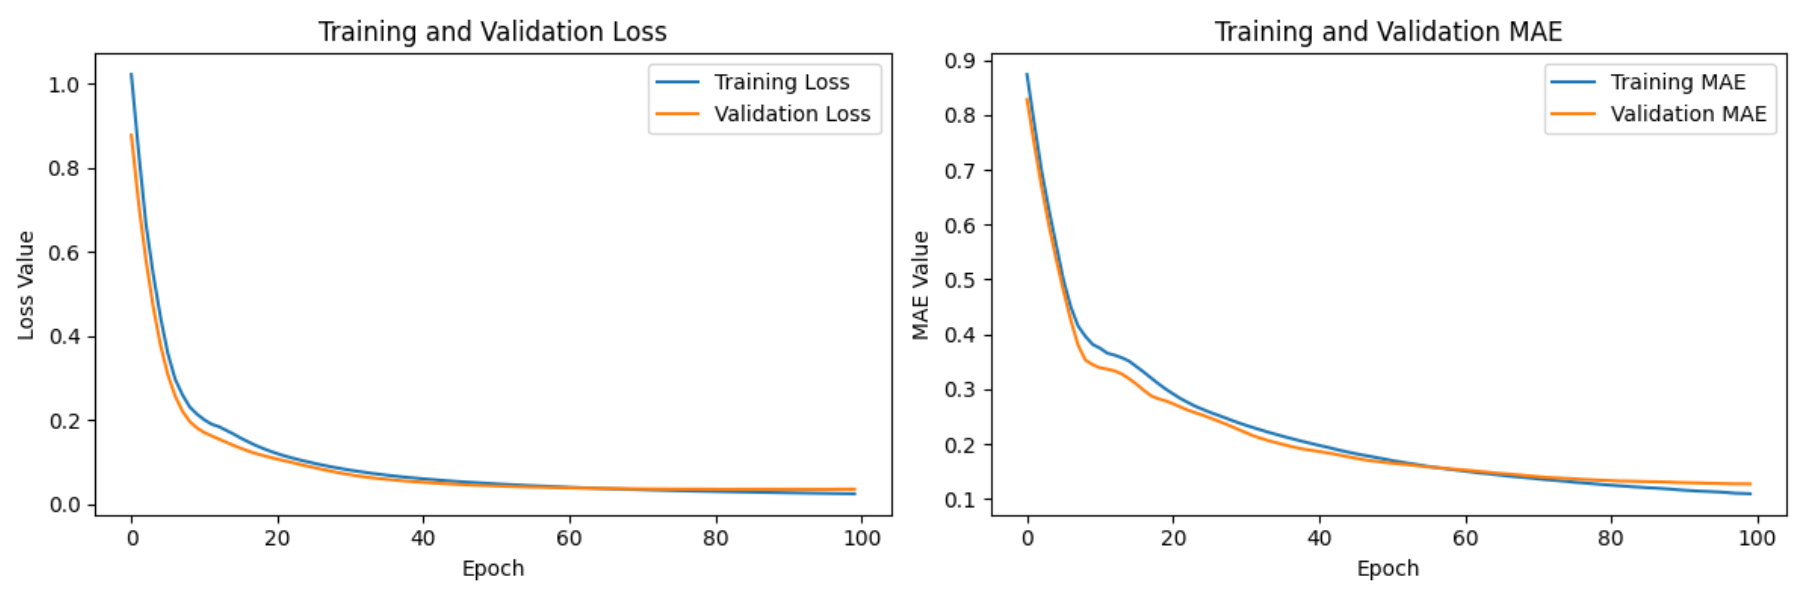 Training and Validation Loss
1.0
0.8
0.6
0.4
0.2
0.0
Loss Value
0
20
40
60
80
100
Epoch
Training Loss
Validation Loss
Training and Validation MAE
0.9
0.8
0.7
0.6
0.5
0.4
0.3
0.2
0.1
MAE Value
0
20
40
60
80
100
Epoch
Training MAE
Validation MAE